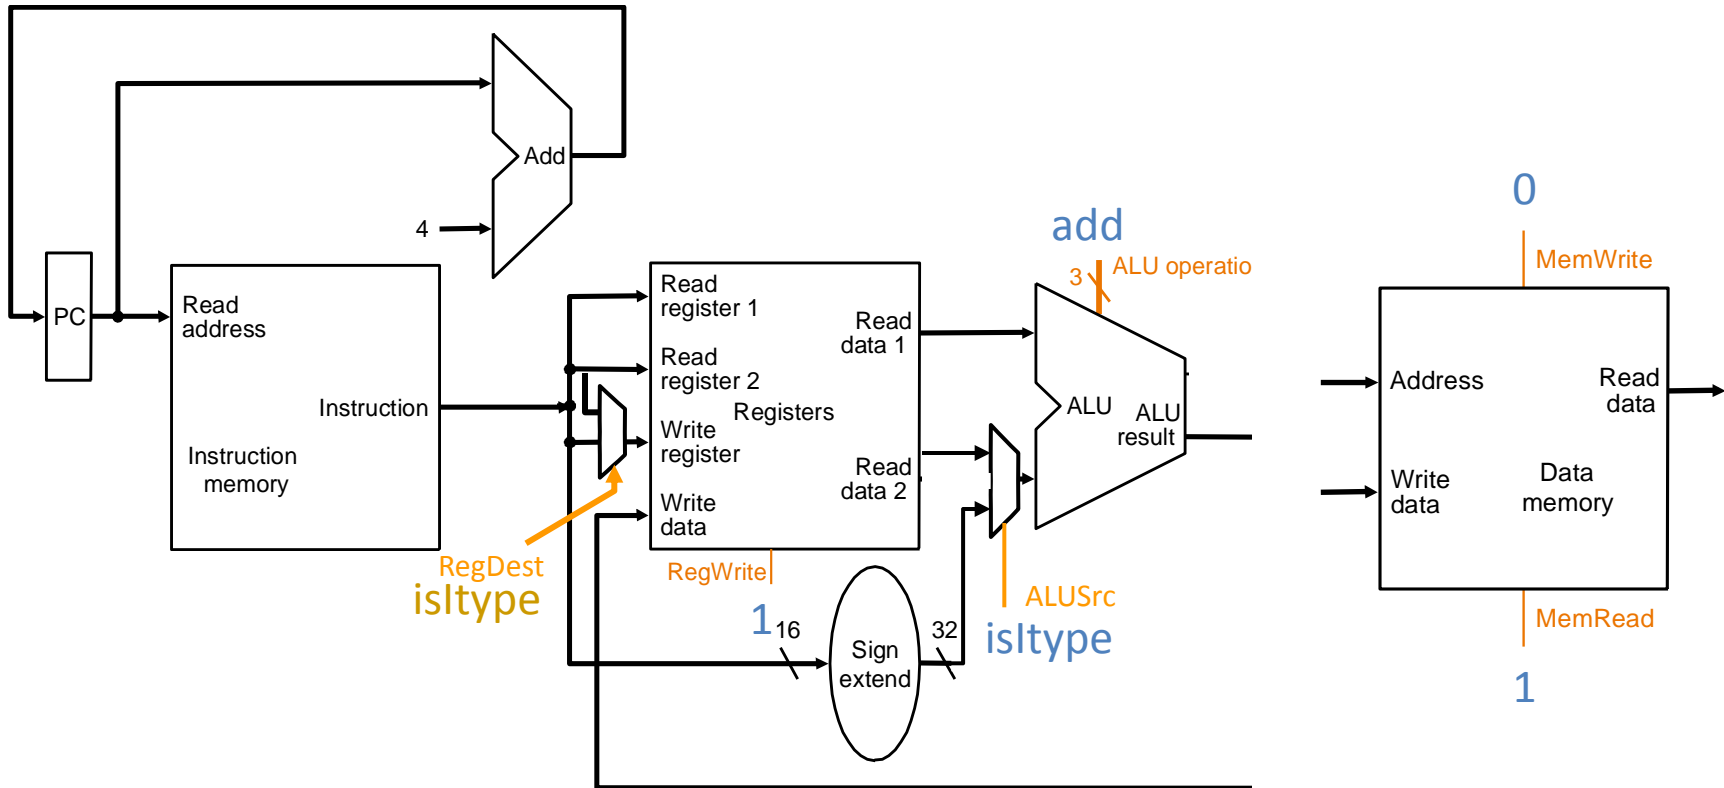 Add
4
PC
Read
address
Instruction
Instruction
memory
RegDest
isItype
Read
register 1
Read
register 2
Registers
Write
register
Write
data
Read
data 1
Read
data 2
RegWrite
1
16
Sign
extend
32
add
3
ALU operatio
ALU
ALU
result
ALUSrc
isItype
0
MemWrite
Address
Read
data
Write
data
Data
memory
MemRead
1